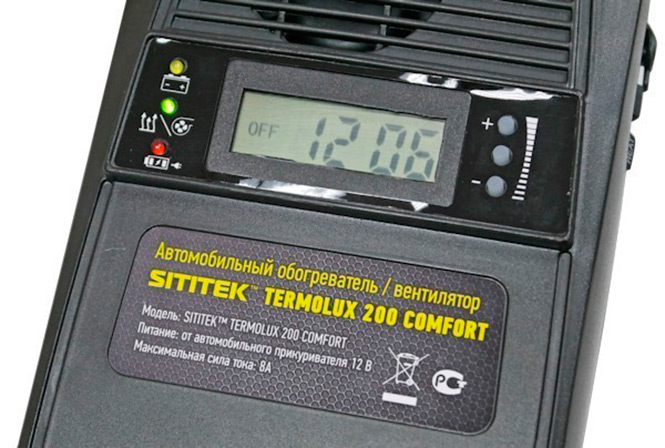 OFF 12 06
+
-
Автомобильный обогреватель / вентилятор
SITITEK™ TERMOLUX 200 COMFORT
Модель: SITITEK™ TERMOLUX 200 COMFORT
Питание: от автомобильного прикуривателя 12 В
Максимальная сила тока: 8А